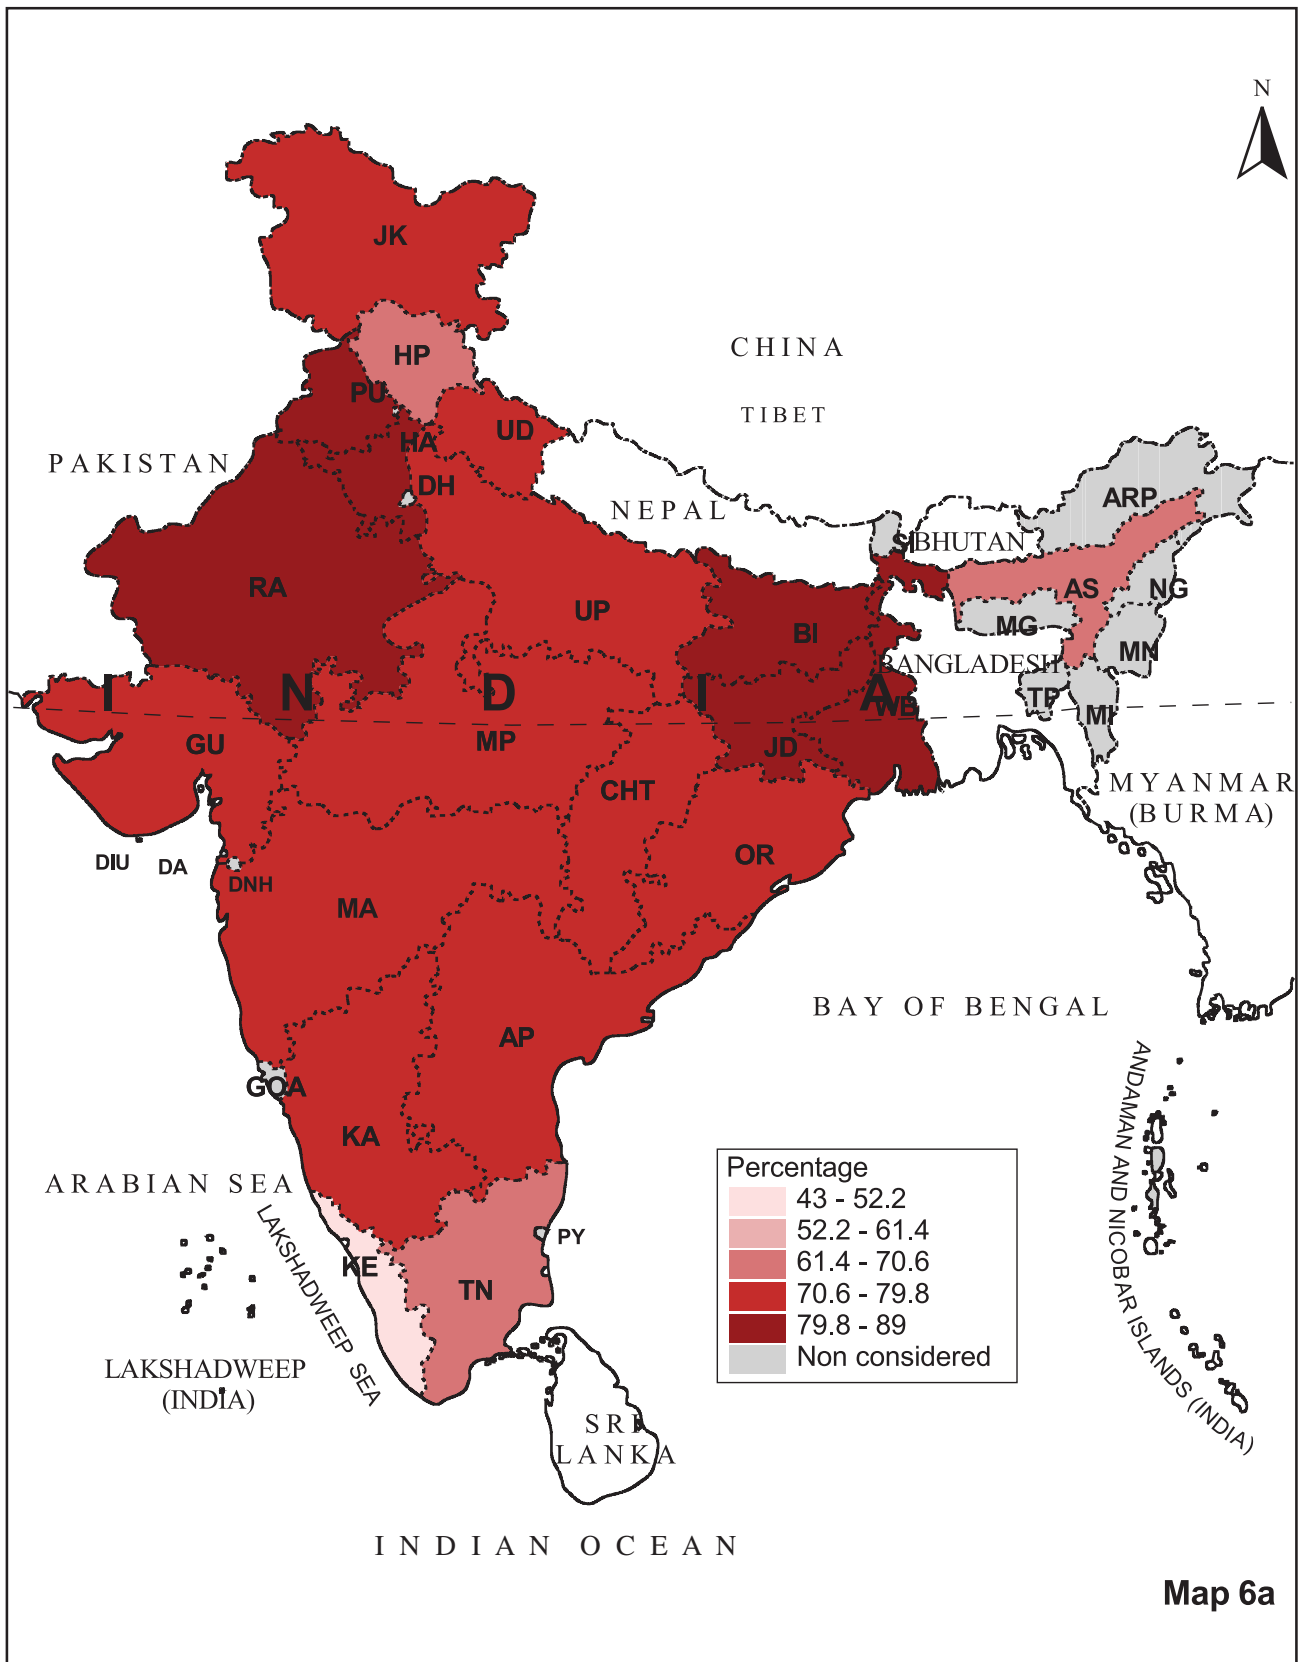 N
JK
HP
CHINA
PU
TIBET
UD
HA
PAKISTAN
DH
NEPAL
ARP
SI
BHUTAN
RA
AS
NG
UP
MG
BI
MN
BANGLADESH
I N D I A
TP
WB
MI
GU
MP
JD
CHT
MYANMAR
(BURMA)
OR
DIU
DA
DNH
MA
BAY OF BENGAL
AP
GOA
ANDAMAN AND NICOBAR ISLANDS (INDIA)
KA
ARABIAN SEA
LAKSHADWEEP SEA
PY
KE
TN
LAKSHADWEEP
(INDIA)
Percentage
43 - 52.2
52.2 - 61.4
61.4 - 70.6
70.6 - 79.8
79.8 - 89
Non considered
SRI
LANKA
INDIAN OCEAN
Map 6a